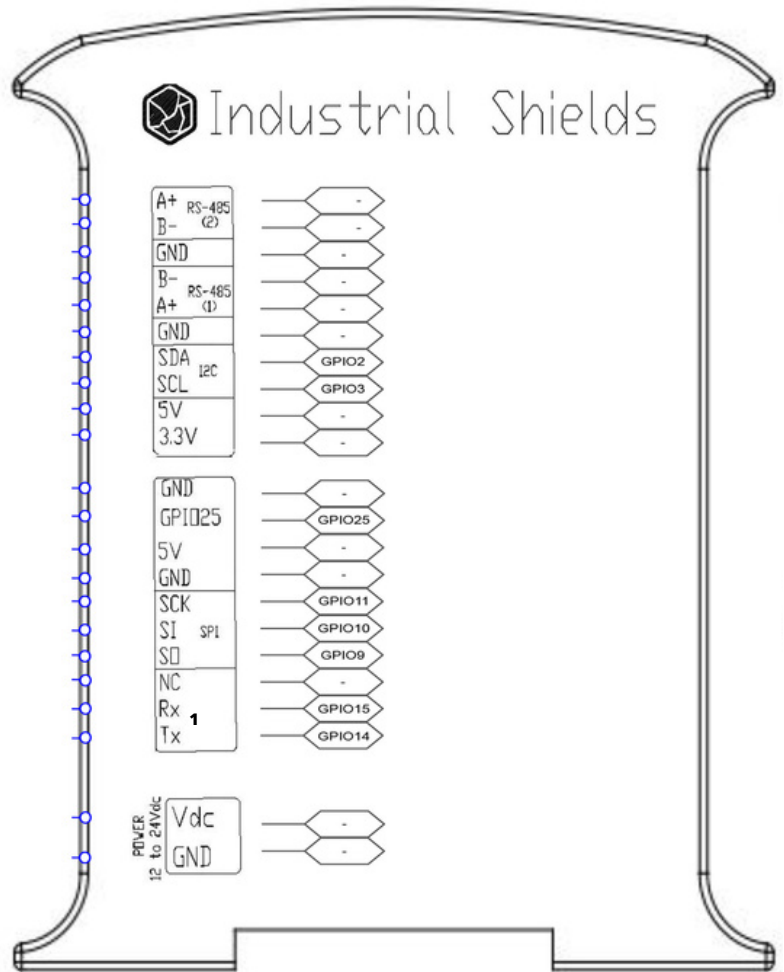 Industrial Shields
A+ RS-485 (2) -
B- -
GND -
B- RS-485 (1) -
A+ -
GND -
SDA I2C GPIO2
SCL GPIO3
5V -
3.3V -
GND -
GPIO25 GPIO25
5V -
GND -
SCK GPIO11
SI SPI GPIO10
SO GPIO9
NC -
Rx 1 GPIO15
Tx GPIO14
POWER
12 to 24Vdc
Vdc -
GND -